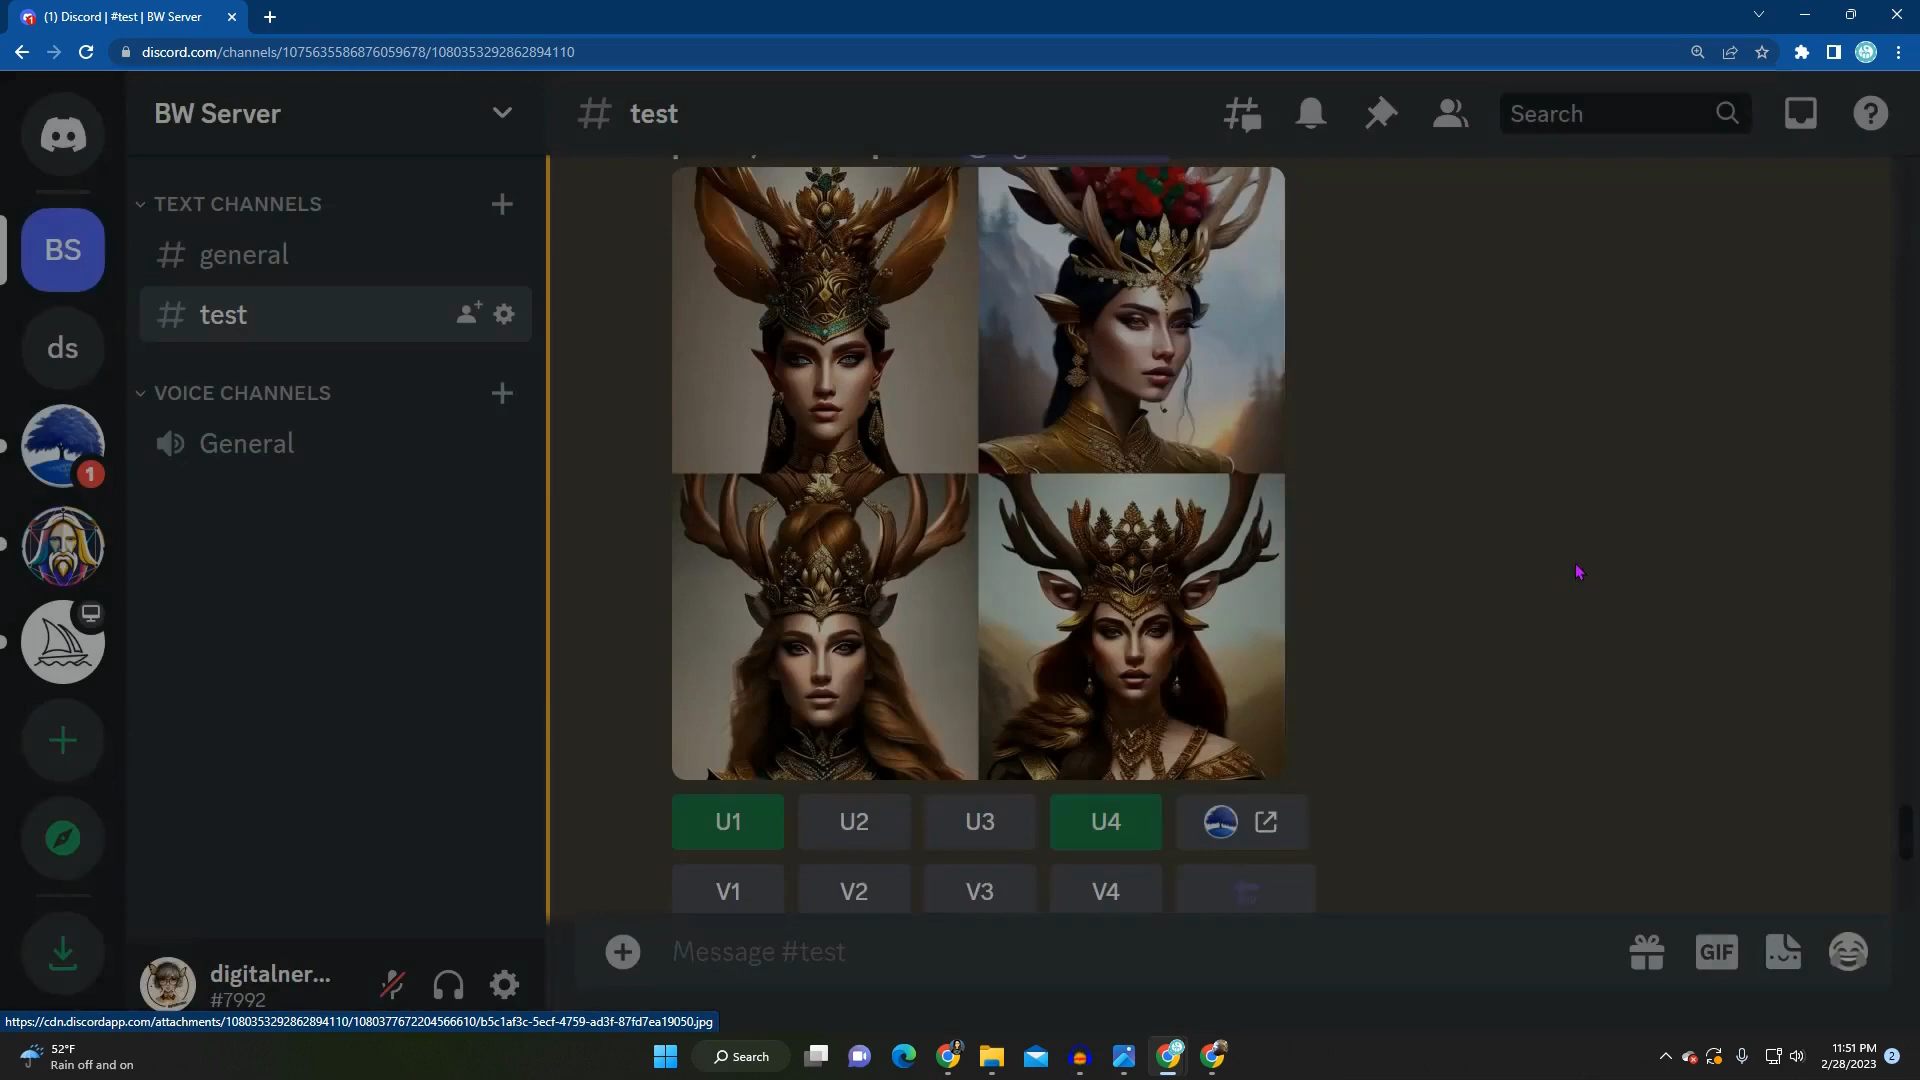 (1) Discord | #test | BW Server
discord.com/channels/1075635586876059678/1080353292862894110
BW Server
# test
Search
TEXT CHANNELS
BS
# general
# test
ds
VOICE CHANNELS
General
1
U1 U2 U3 U4
V1 V2 V3 V4
Message #test
GIF
digitalner...
#7992
https://cdn.discordapp.com/attachments/1080353292862894110/1080377672204566610/b5c1af3c-5ecf-4759-ad3f-87fd7ea19050.jpg
52°F
Rain off and on
Search
11:51 PM
2/28/2023
2